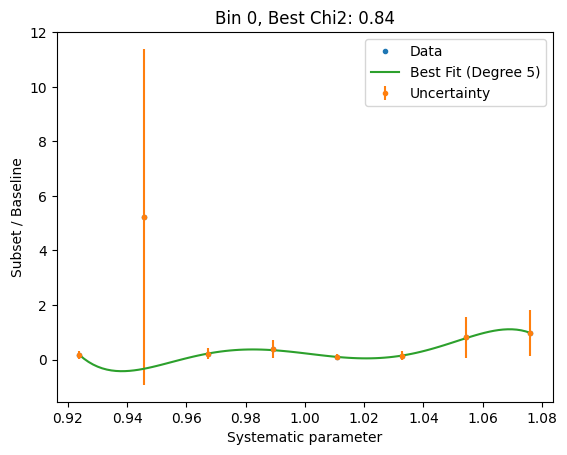 Bin 0, Best Chi2: 0.84
Data
Best Fit (Degree 5)
Uncertainty
Subset / Baseline
12
10
8
6
4
2
0
0.92
0.94
0.96
0.98
1.00
1.02
1.04
1.06
1.08
Systematic parameter